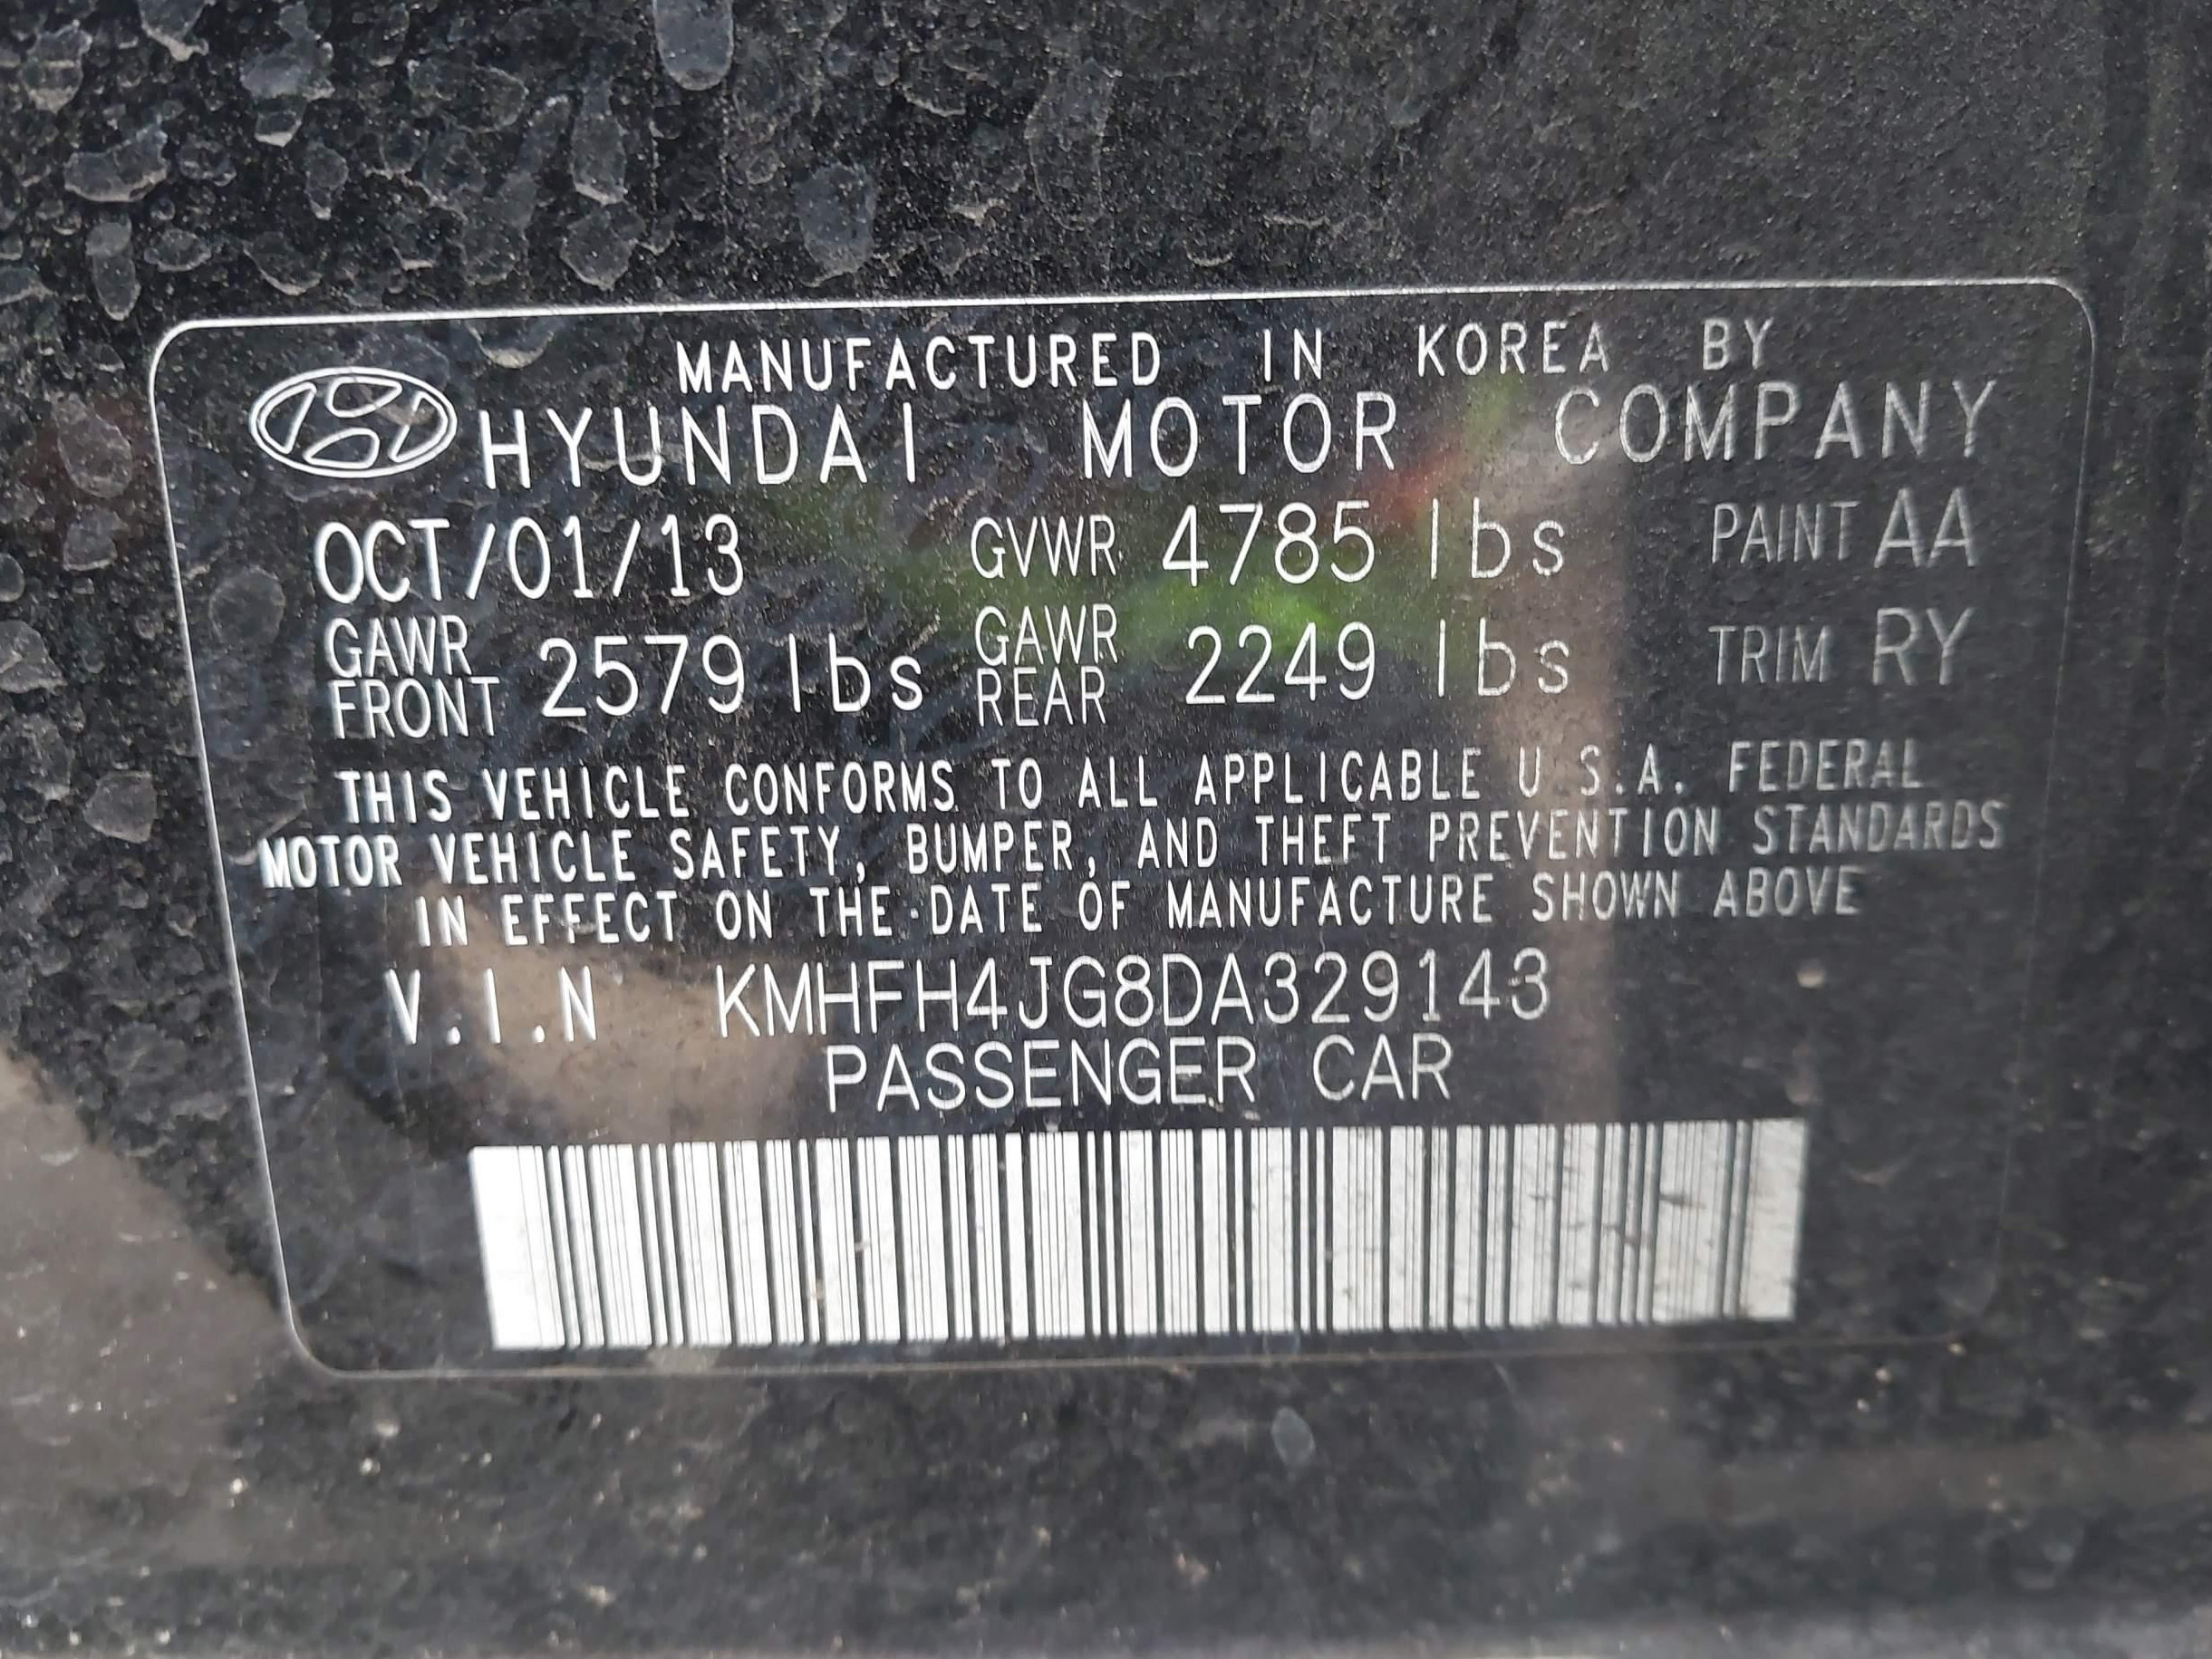 MANUFACTURED IN KOREA BY
HYUNDAI MOTOR COMPANY
OCT/01/13 GVWR 4785 lbs PAINT AA
GAWR FRONT 2579 lbs GAWR REAR 2249 lbs TRIM RY
THIS VEHICLE CONFORMS TO ALL APPLICABLE U.S.A. FEDERAL
MOTOR VEHICLE SAFETY, BUMPER, AND THEFT PREVENTION STANDARDS
IN EFFECT ON THE DATE OF MANUFACTURE SHOWN ABOVE
V.I.N KMHFH4JG8DA329143
PASSENGER CAR